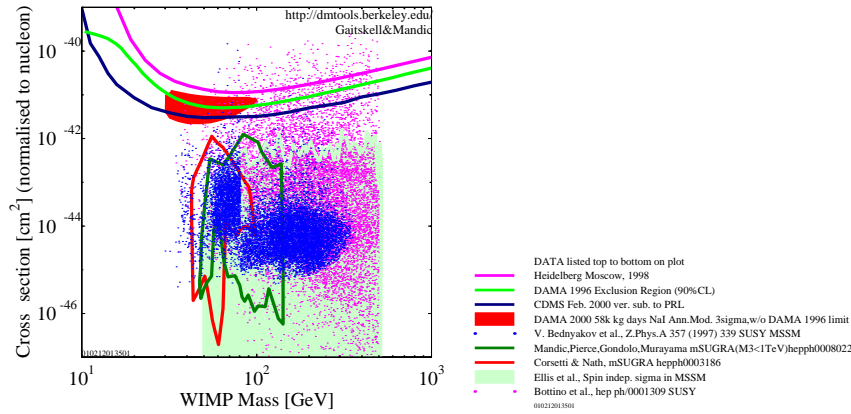 http://dmtools.berkeley.edu/
Gaitskell&Mandic
10 -40
10 -42
10 -44
10 -46
Cross section [cm2] (normalised to nucleon)
010212013501
10^1
10^2
10^3
WIMP Mass [GeV]
DATA listed top to bottom on plot
Heidelberg Moscow, 1998
DAMA 1996 Exclusion Region (90%CL)
CDMS Feb. 2000 ver. sub. to PRL
DAMA 2000 58k kg days NaI Ann.Mod. 3sigma,w/o DAMA 1996 limit
V. Bednyakov et al., Z.Phys.A 357 (1997) 339 SUSY MSSM
Mandic,Pierce,Gondolo,Murayama mSUGRA(M3<1TeV)hepph0008022
Corsetti & Nath, mSUGRA hepph0003186
Ellis et al., Spin indep. sigma in MSSM
Bottino et al., hep ph/0001309 SUSY
010212013501